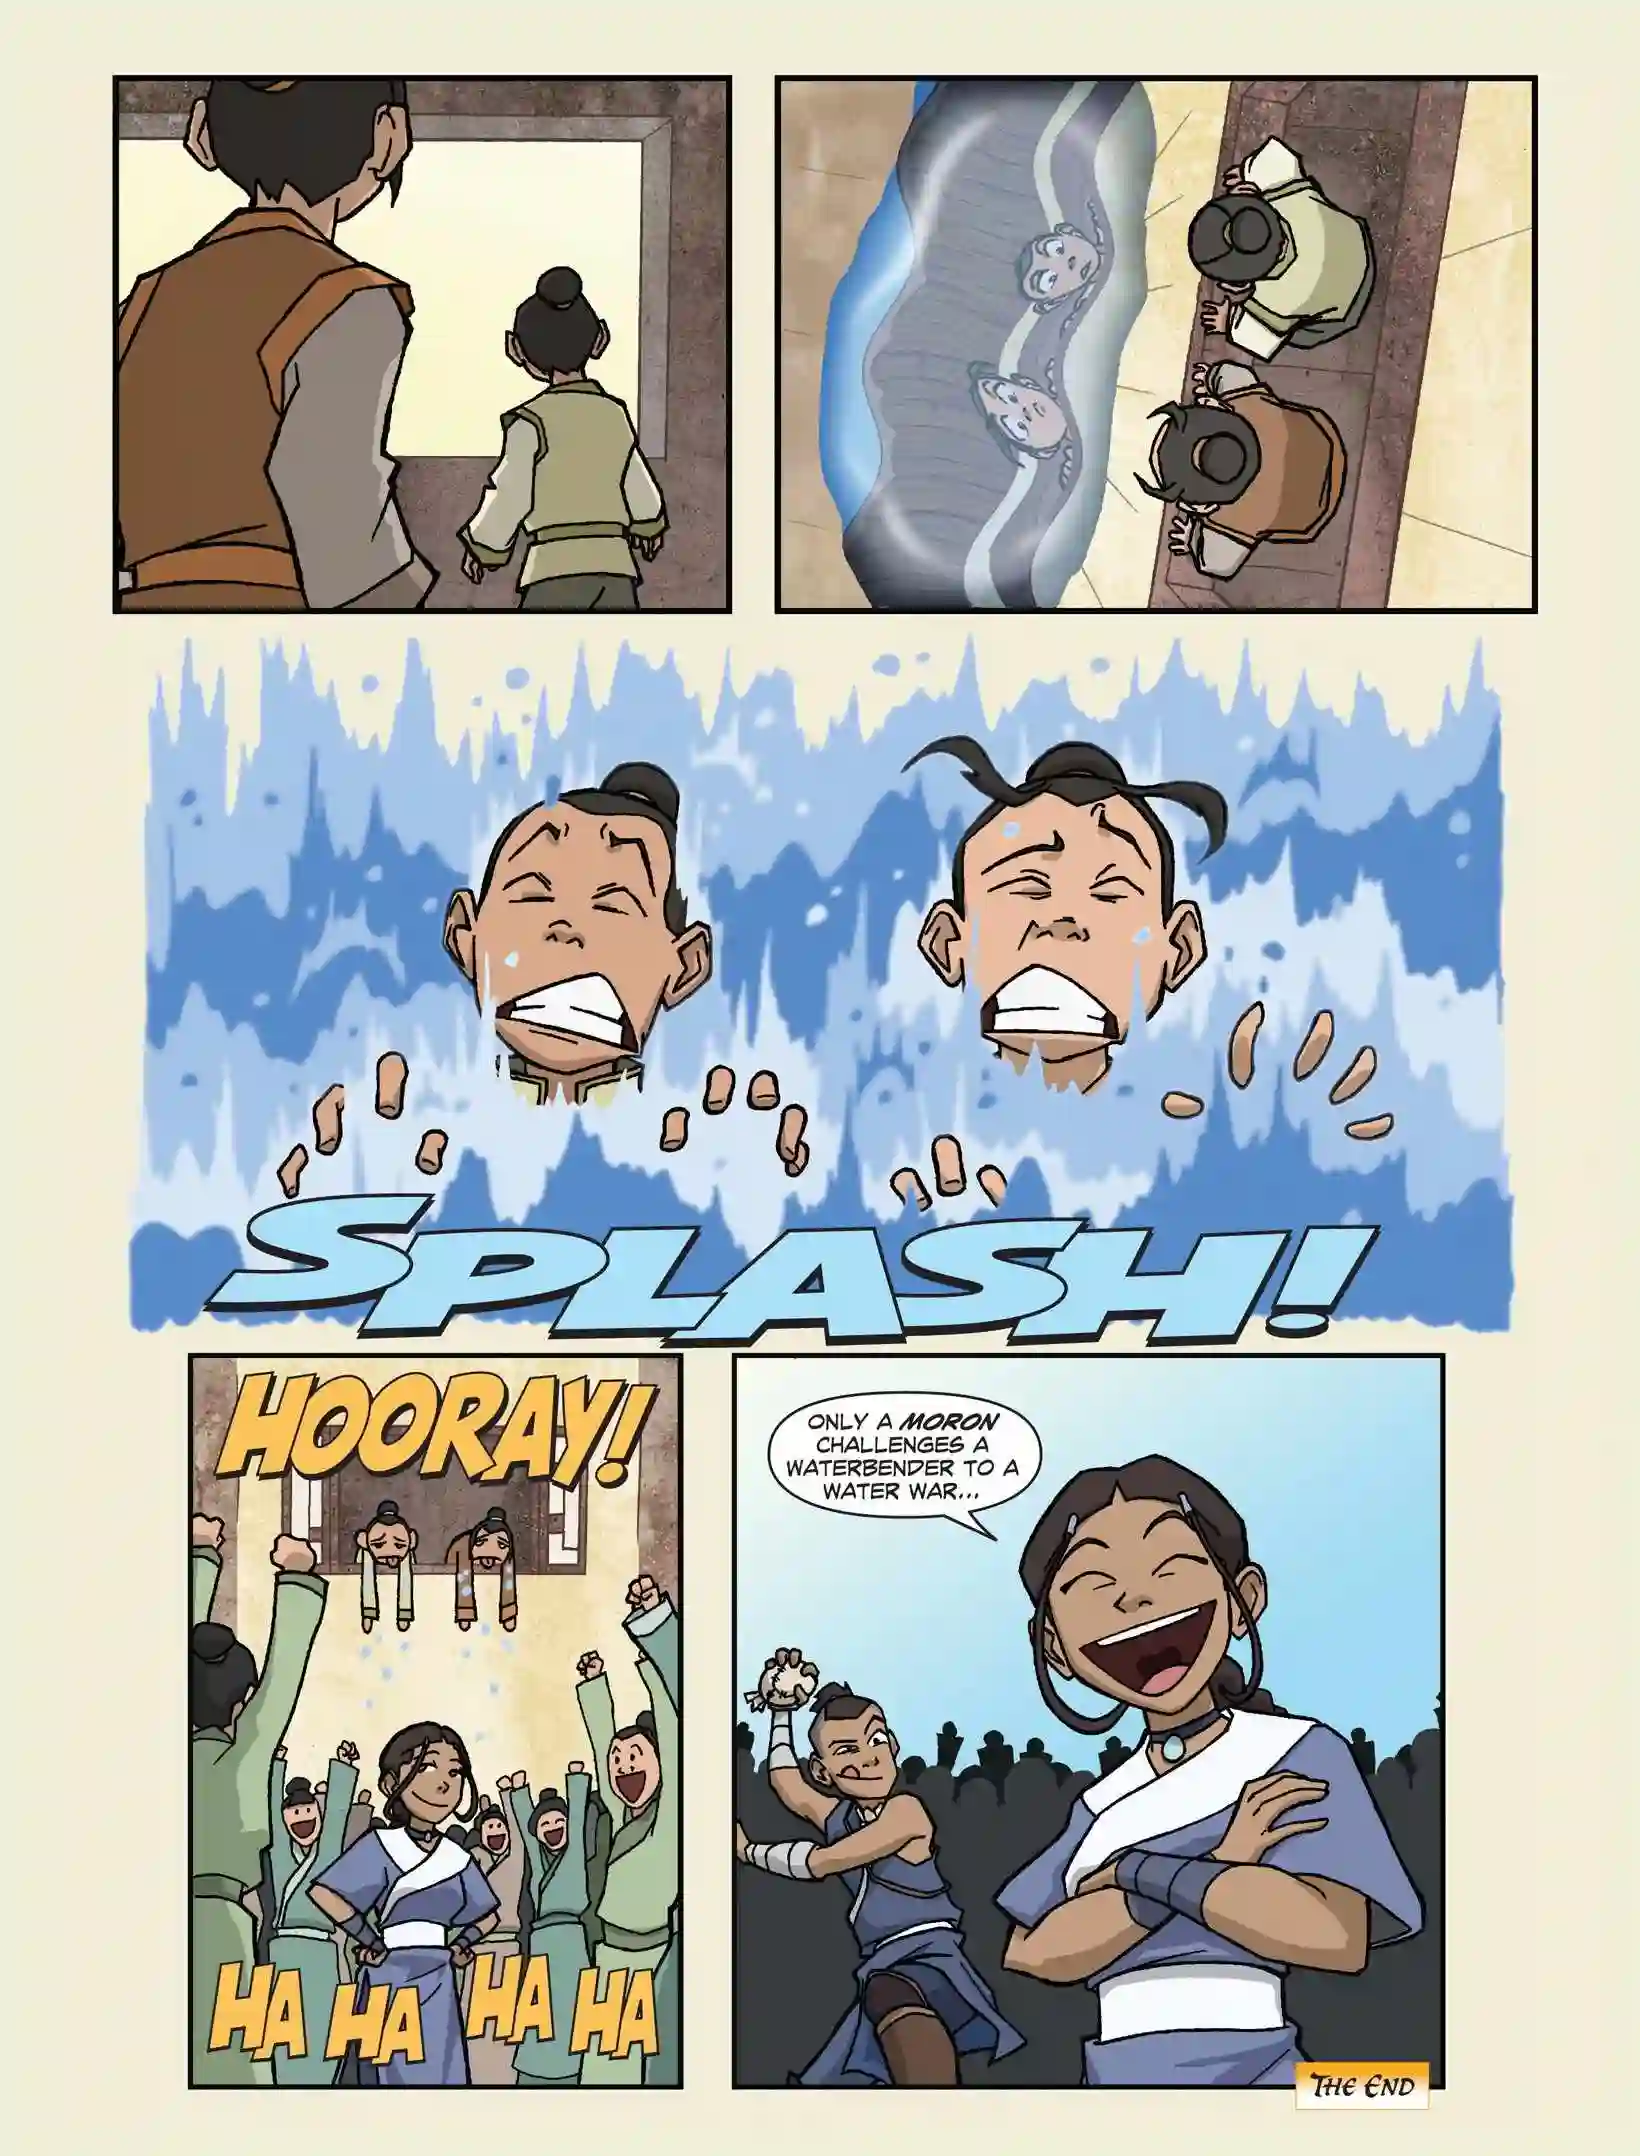 SPLASH!
HOORAY!
HA HA HA HA
ONLY A MORON
CHALLENGES A
WATERBENDER TO A
WATER WAR...
THE END